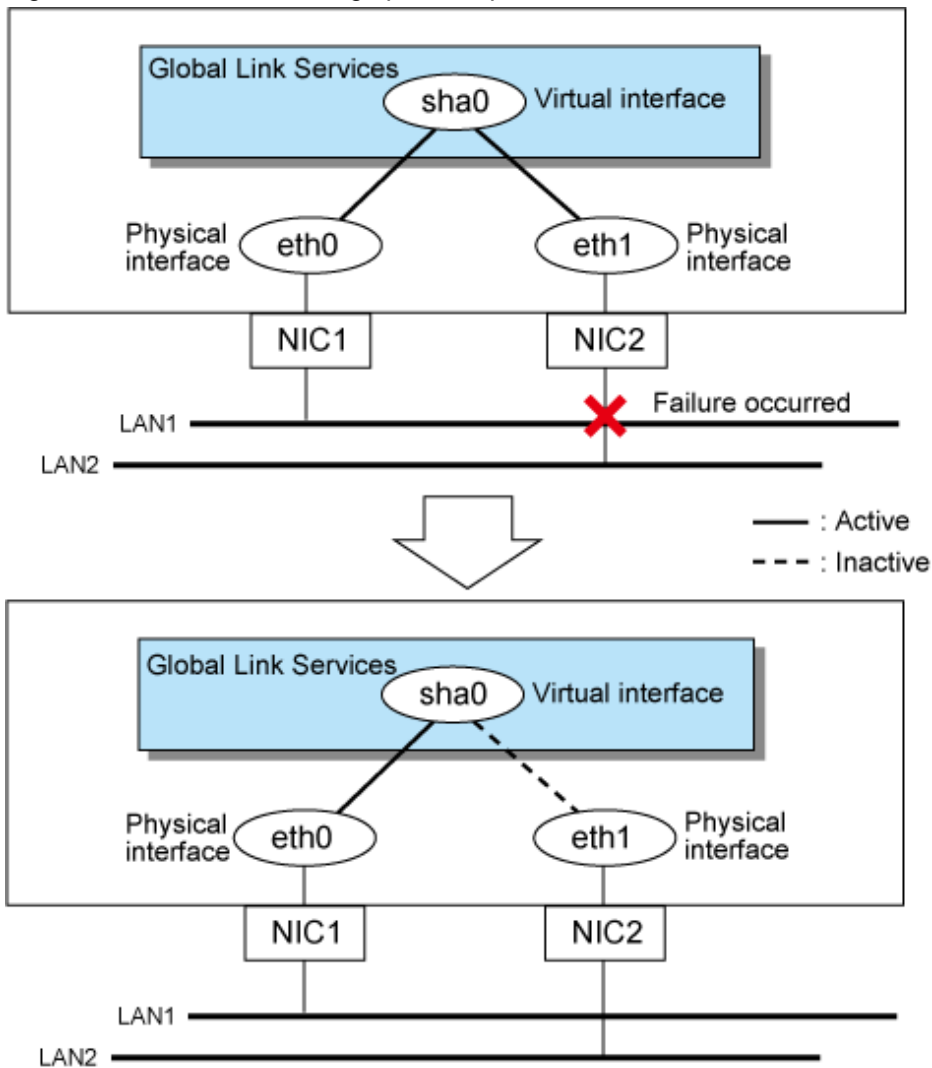 Global Link Services
sha0
Virtual interface
Physical
interface
eth0
eth1
Physical
interface
NIC1
NIC2
Failure occurred
LAN1
LAN2
: Active
: Inactive
Global Link Services
sha0
Virtual interface
Physical
interface
eth0
eth1
Physical
interface
NIC1
NIC2
LAN1
LAN2